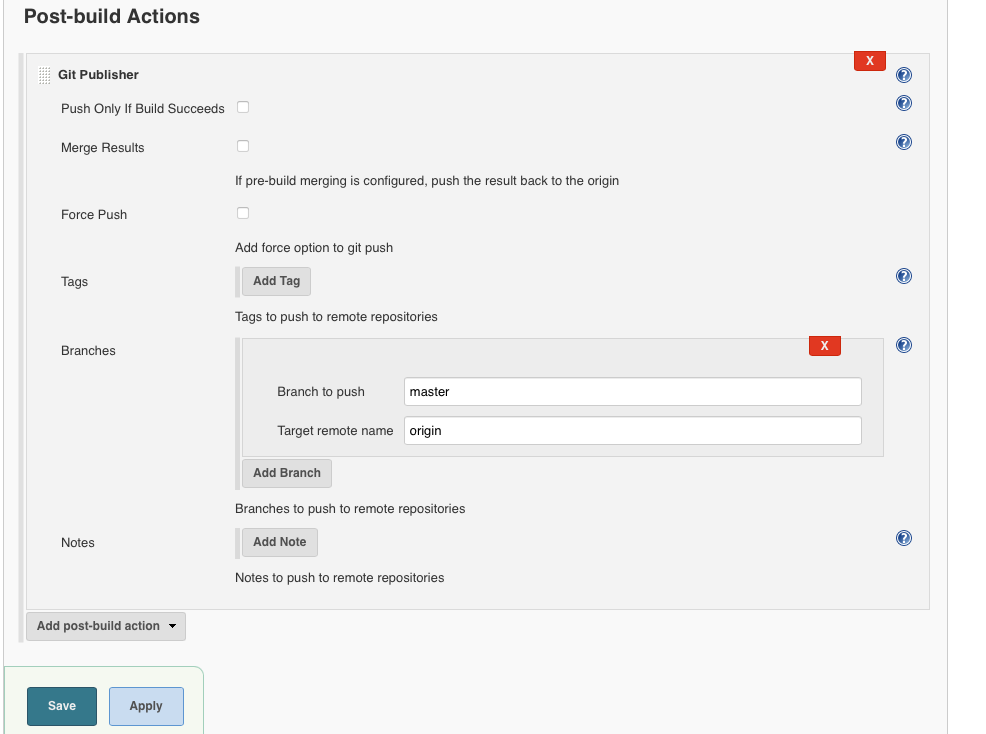 Post-build Actions
X
Git Publisher
?
Push Only If Build Succeeds
?
Merge Results
?
If pre-build merging is configured, push the result back to the origin
Force Push
Add force option to git push
Tags
Add Tag
?
Tags to push to remote repositories
Branches
X
?
Branch to push master
Target remote name origin
Add Branch
Branches to push to remote repositories
Notes
Add Note
?
Notes to push to remote repositories
Add post-build action
Save
Apply